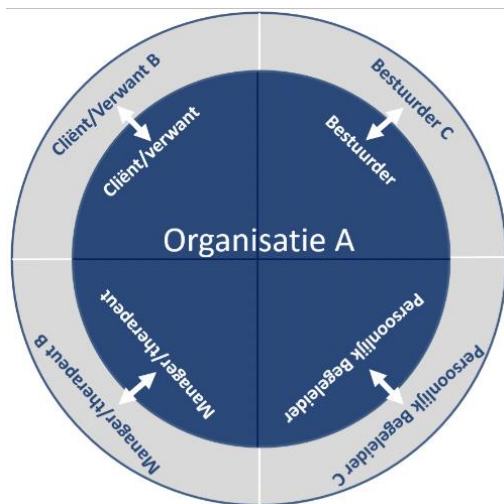 Cliënt/verwant B
Bestuurder C
Cliënt/verwant
Bestuurder
Organisatie A
Manager/therapeut
Persoonlijk Begeleider
Manager/therapeut B
Persoonlijk Begeleider C